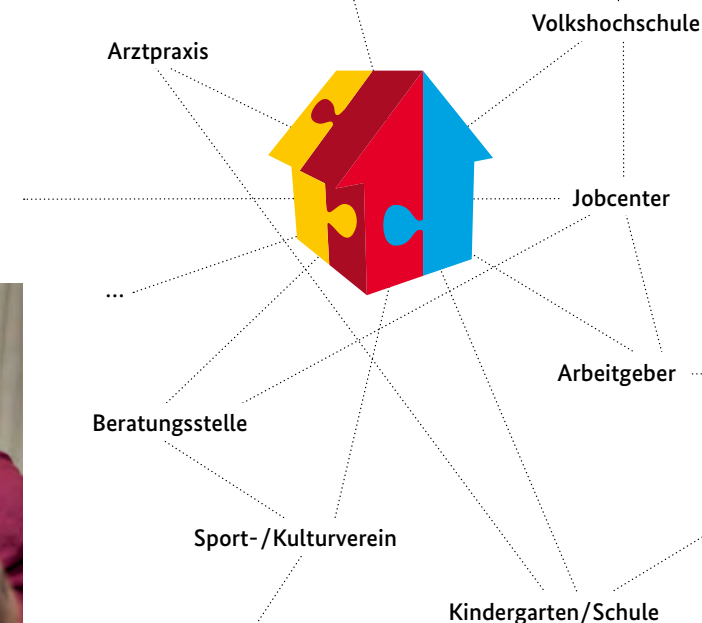 Volkshochschule
Arztpraxis
Jobcenter
...
Arbeitgeber
Beratungsstelle
Sport-/Kulturverein
Kindergarten/Schule